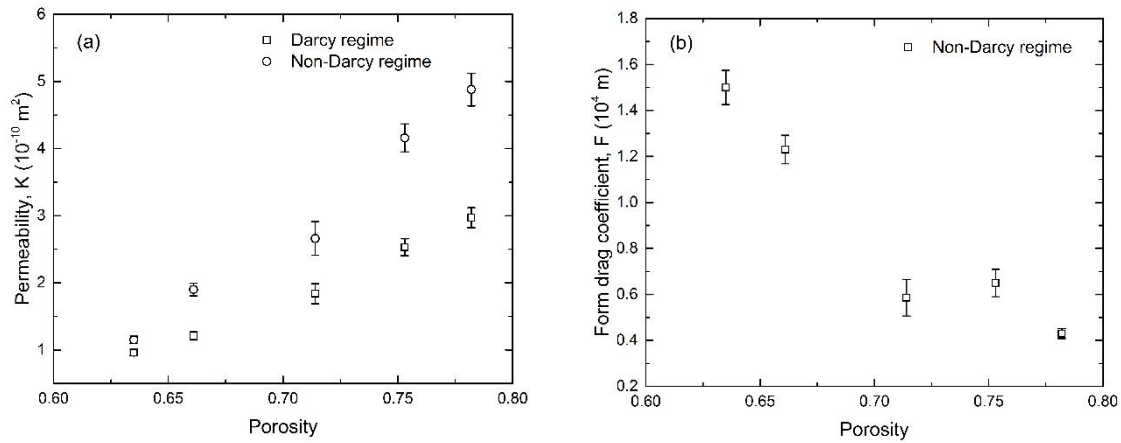 (a)
Darcy regime
Non-Darcy regime
Permeability, K (10⁻¹⁰ m²)
6
5
4
3
2
1
0.60
0.65
0.70
0.75
0.80
Porosity
(b)
Non-Darcy regime
Form drag coefficient, F (10⁴ m)
1.8
1.6
1.4
1.2
1.0
0.8
0.6
0.4
0.2
0.60
0.65
0.70
0.75
0.80
Porosity